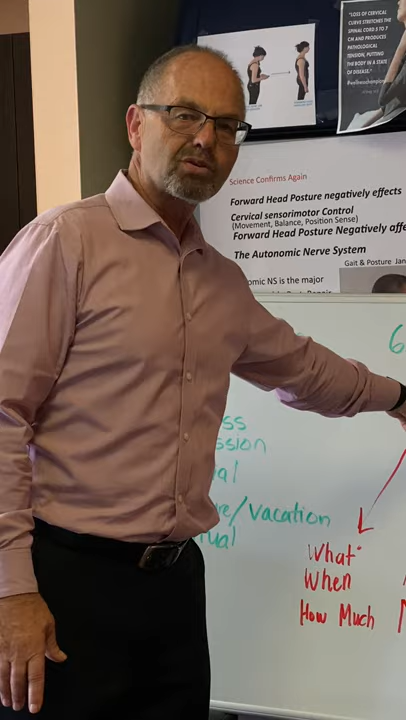 "LOSS OF CERVICAL
CURVE STRETCHES THE
SPINAL CORD 5 TO 7
CM AND PRODUCES
PATHOLOGICAL
TENSION, PUTTING
THE BODY IN A STATE
OF DISEASE."
Science Confirms Again
Forward Head Posture negatively effects
Cervical sensorimotor Control
(Movement, Balance, Position Sense)
Forward Head Posture Negatively affe
The Autonomic Nerve System
Gait & Posture Jan
omic NS is the major
6
ss
ssion
al
re/Vacation
tual
What
When
How Much